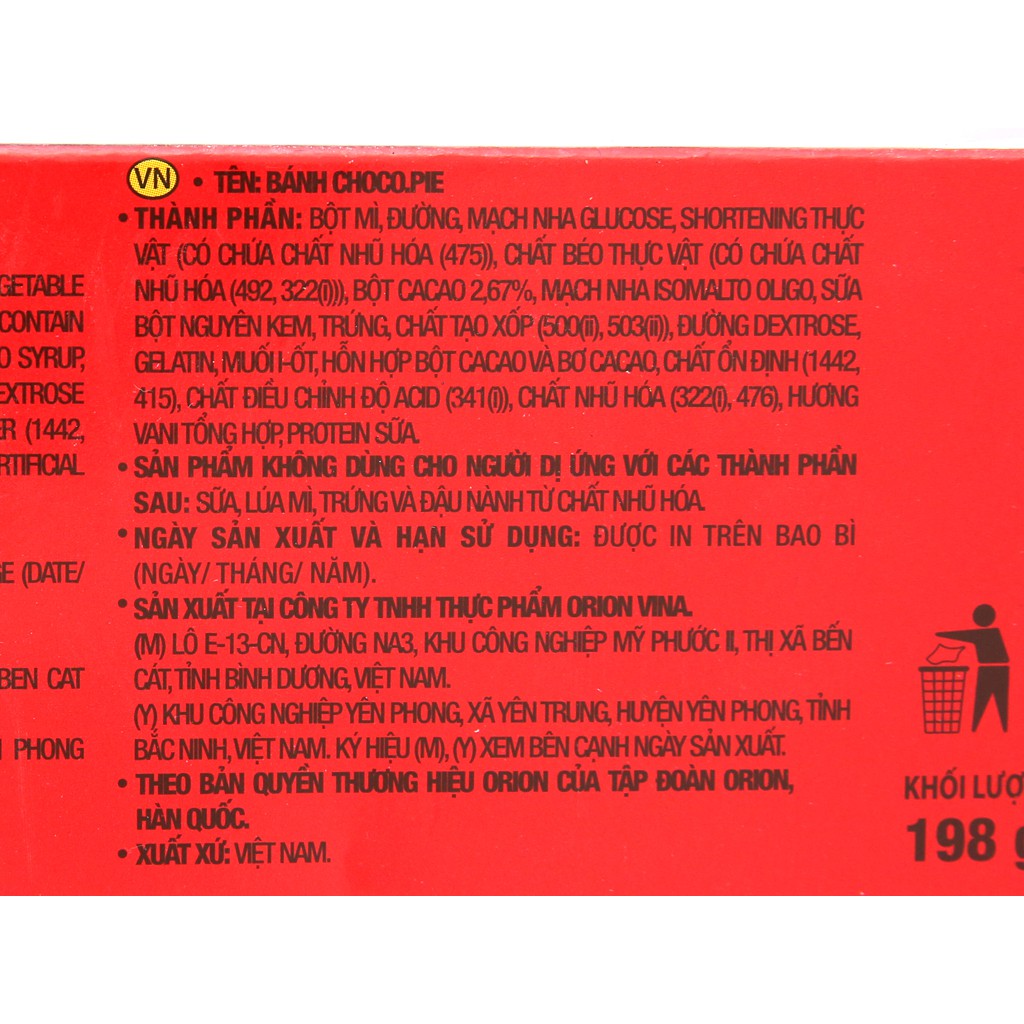 VN • TÊN: BÁNH CHOCO.PIE
• THÀNH PHẦN: BỘT MÌ, ĐƯỜNG, MẠCH NHA GLUCOSE, SHORTENING THỰC
VẬT (CÓ CHỨA CHẤT NHŨ HÓA (475)), CHẤT BÉO THỰC VẬT (CÓ CHỨA CHẤT
NHŨ HÓA (492, 322(i))), BỘT CACAO 2,67%, MẠCH NHA ISOMALTO OLIGO, SỮA
BỘT NGUYÊN KEM, TRỨNG, CHẤT TẠO XỐP (500(ii), 503(ii)), ĐƯỜNG DEXTROSE,
GELATIN, MUỐI I-ỐT, HỖN HỢP BỘT CACAO VÀ BƠ CACAO, CHẤT ỔN ĐỊNH (1442,
415), CHẤT ĐIỀU CHỈNH ĐỘ ACID (341(i)), CHẤT NHŨ HÓA (322(i), 476), HƯƠNG
VANI TỔNG HỢP, PROTEIN SỮA.
• SẢN PHẨM KHÔNG DÙNG CHO NGƯỜI DỊ ỨNG VỚI CÁC THÀNH PHẦN
SAU: SỮA, LÚA MÌ, TRỨNG VÀ ĐẬU NÀNH TỪ CHẤT NHŨ HÓA.
• NGÀY SẢN XUẤT VÀ HẠN SỬ DỤNG: ĐƯỢC IN TRÊN BAO BÌ
(NGÀY/ THÁNG/ NĂM).
• SẢN XUẤT TẠI CÔNG TY TNHH THỰC PHẨM ORION VINA.
(M) LÔ E-13-CN, ĐƯỜNG NA3, KHU CÔNG NGHIỆP MỸ PHƯỚC II, THỊ XÃ BẾN
CÁT, TỈNH BÌNH DƯƠNG, VIỆT NAM.
(Y) KHU CÔNG NGHIỆP YÊN PHONG, XÃ YÊN TRUNG, HUYỆN YÊN PHONG, TỈNH
BẮC NINH, VIỆT NAM. KÝ HIỆU (M), (Y) XEM BÊN CẠNH NGÀY SẢN XUẤT.
• THEO BẢN QUYỀN THƯƠNG HIỆU ORION CỦA TẬP ĐOÀN ORION,
HÀN QUỐC.
• XUẤT XỨ: VIỆT NAM.
CONTAIN
O SYRUP,
(1442,
(DATE/
BEN CAT
PHONG
KHỐI
198